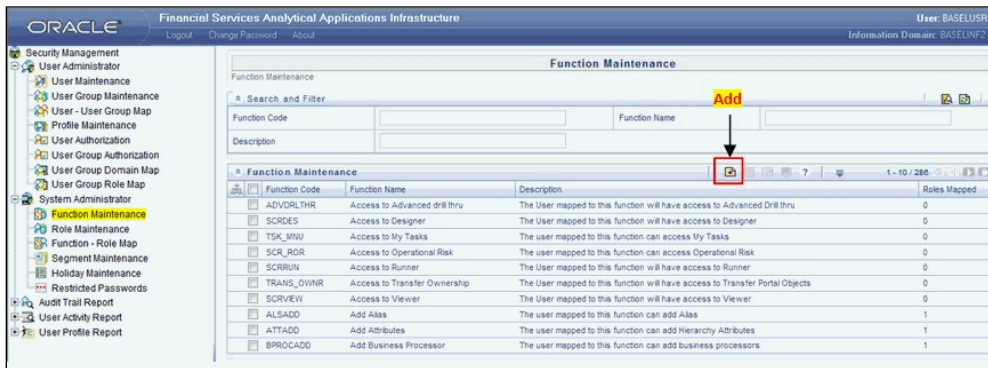 ORACLE
Financial Services Analytical Applications Infrastructure
User: BASELUSR
Logout Change Password About
Information Domain: BASELINF2
Security Management
User Administrator
User Maintenance
User Group Maintenance
User - User Group Map
Profile Maintenance
User Authorization
User Group Authorization
User Group Domain Map
User Group Role Map
System Administrator
Function Maintenance
Role Maintenance
Function - Role Map
Segment Maintenance
Holiday Maintenance
Restricted Passwords
Audit Trail Report
User Activity Report
User Profile Report
Function Maintenance
Function Maintenance
Search and Filter
Add
Function Code
Function Name
Description
Function Maintenance
1 - 10 / 286
Function Code Function Name Description Roles Mapped
ADVDRLTHR Access to Advanced drill thru The User mapped to this function will have access to Advanced Drill thru 0
SCRDES Access to Designer The user mapped to this function will have access to Designer 0
TSK_MNU Access to My Tasks The user mapped to this function can access My Tasks 0
SCR_ROR Access to Operational Risk The user mapped to this function can access Operational Risk 0
SCRRUN Access to Runner The User mapped to this function will have access to Runner 0
TRANS_OWNR Access to Transfer Ownership The User mapped to this function will have access to Transfer Portal Objects 0
SCRVIEW Access to Viewer The user mapped to this function will have access to Viewer 0
ALSADD Add Alias The user mapped to this function can add Alias 1
ATTADD Add Attributes The user mapped to this function can add Hierarchy Attributes 1
BPROCADD Add Business Processor The user mapped to this function can add business processors 1